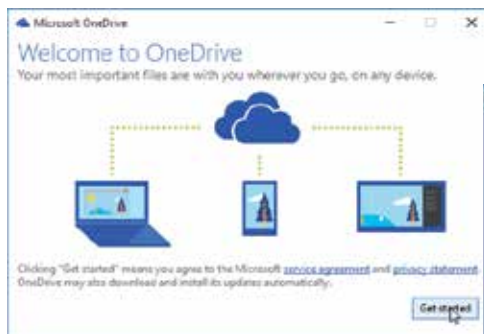 Microsoft OneDrive
Welcome to OneDrive
Your most important files are with you wherever you go, on any device.
Clicking "Get started" means you agree to the Microsoft service agreement and privacy statement.
OneDrive may also download and install its updates automatically.
Get started